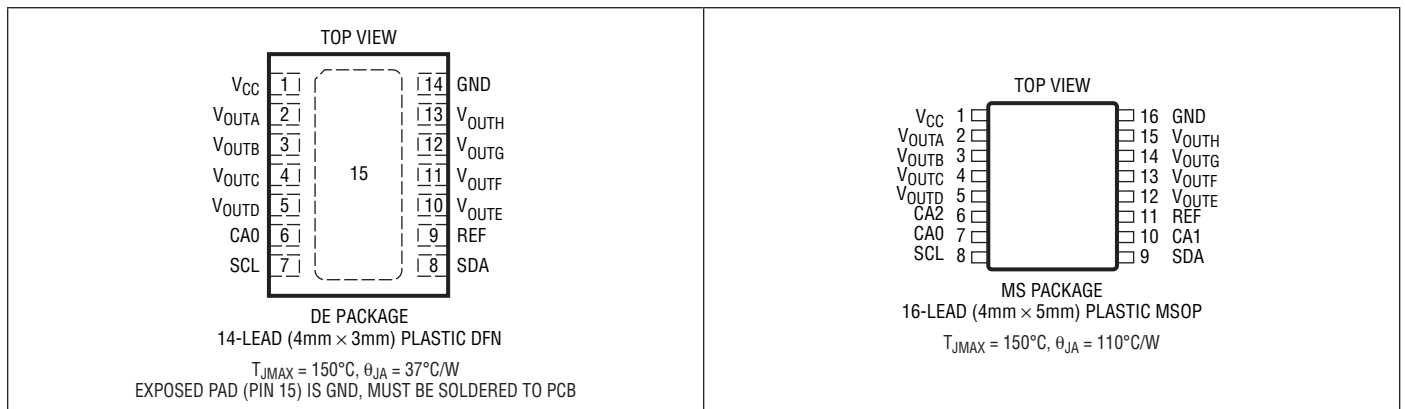 TOP VIEW
VCC 1 14 GND
VOUTA 2 13 VOUTH
VOUTB 3 12 VOUTG
VOUTC 4 15 11 VOUTF
VOUTD 5 10 VOUTE
CA0 6 9 REF
SCL 7 8 SDA
DE PACKAGE
14-LEAD (4mm × 3mm) PLASTIC DFN
TJMAX = 150°C, θJA = 37°C/W
EXPOSED PAD (PIN 15) IS GND, MUST BE SOLDERED TO PCB
TOP VIEW
VCC 1 16 GND
VOUTA 2 15 VOUTH
VOUTB 3 14 VOUTG
VOUTC 4 13 VOUTF
VOUTD 5 12 VOUTE
CA2 6 11 REF
CA0 7 10 CA1
SCL 8 9 SDA
MS PACKAGE
16-LEAD (4mm × 5mm) PLASTIC MSOP
TJMAX = 150°C, θJA = 110°C/W